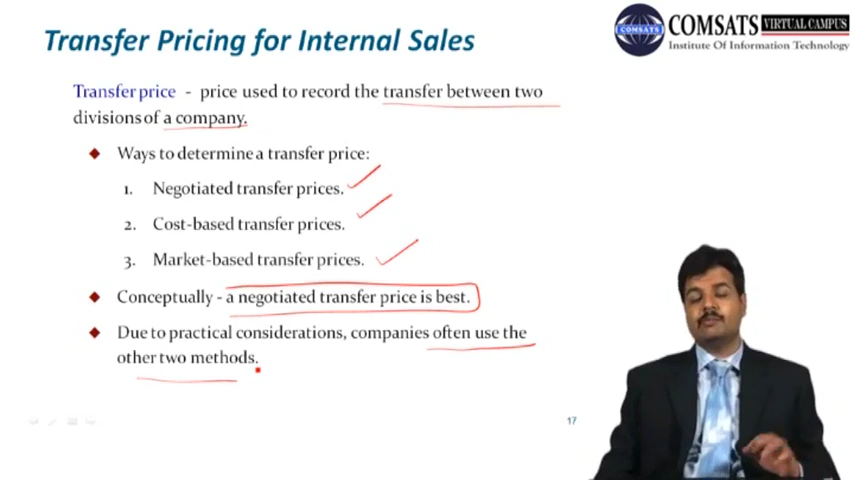 Transfer Pricing for Internal Sales
COMSATS
COMSATS VIRTUAL CAMPUS
Institute Of Information Technology
Transfer price - price used to record the transfer between two
divisions of a company.
Ways to determine a transfer price:
1. Negotiated transfer prices.
2. Cost-based transfer prices.
3. Market-based transfer prices.
Conceptually - a negotiated transfer price is best.
Due to practical considerations, companies often use the
other two methods.
17